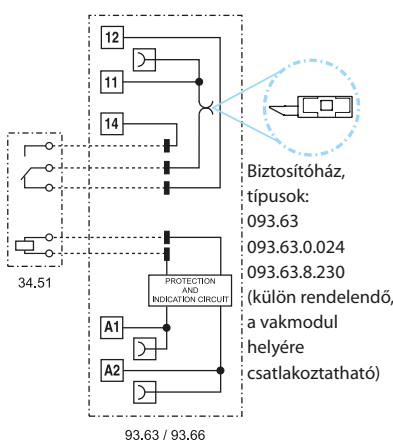 12
11
14
34.51
PROTECTION
AND
INDICATION CIRCUIT
A1
A2
93.63 / 93.66
Biztosítóház,
típusok:
093.63
093.63.0.024
093.63.8.230
(külön rendelendő,
a vakmodul
helyére
csatlakoztatható)